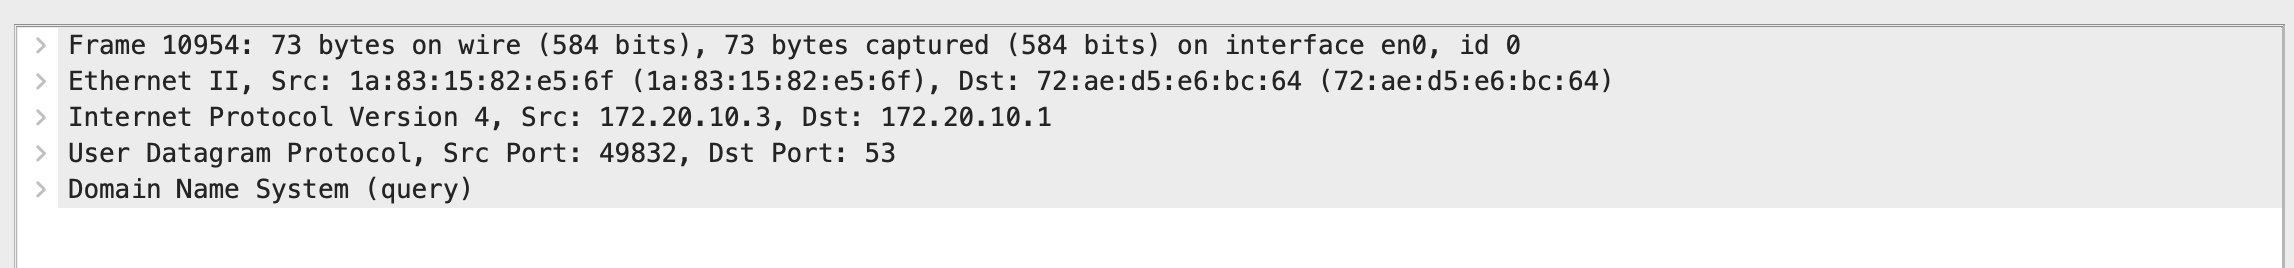 Frame 10954: 73 bytes on wire (584 bits), 73 bytes captured (584 bits) on interface en0, id 0
Ethernet II, Src: 1a:83:15:82:e5:6f (1a:83:15:82:e5:6f), Dst: 72:ae:d5:e6:bc:64 (72:ae:d5:e6:bc:64)
Internet Protocol Version 4, Src: 172.20.10.3, Dst: 172.20.10.1
User Datagram Protocol, Src Port: 49832, Dst Port: 53
Domain Name System (query)